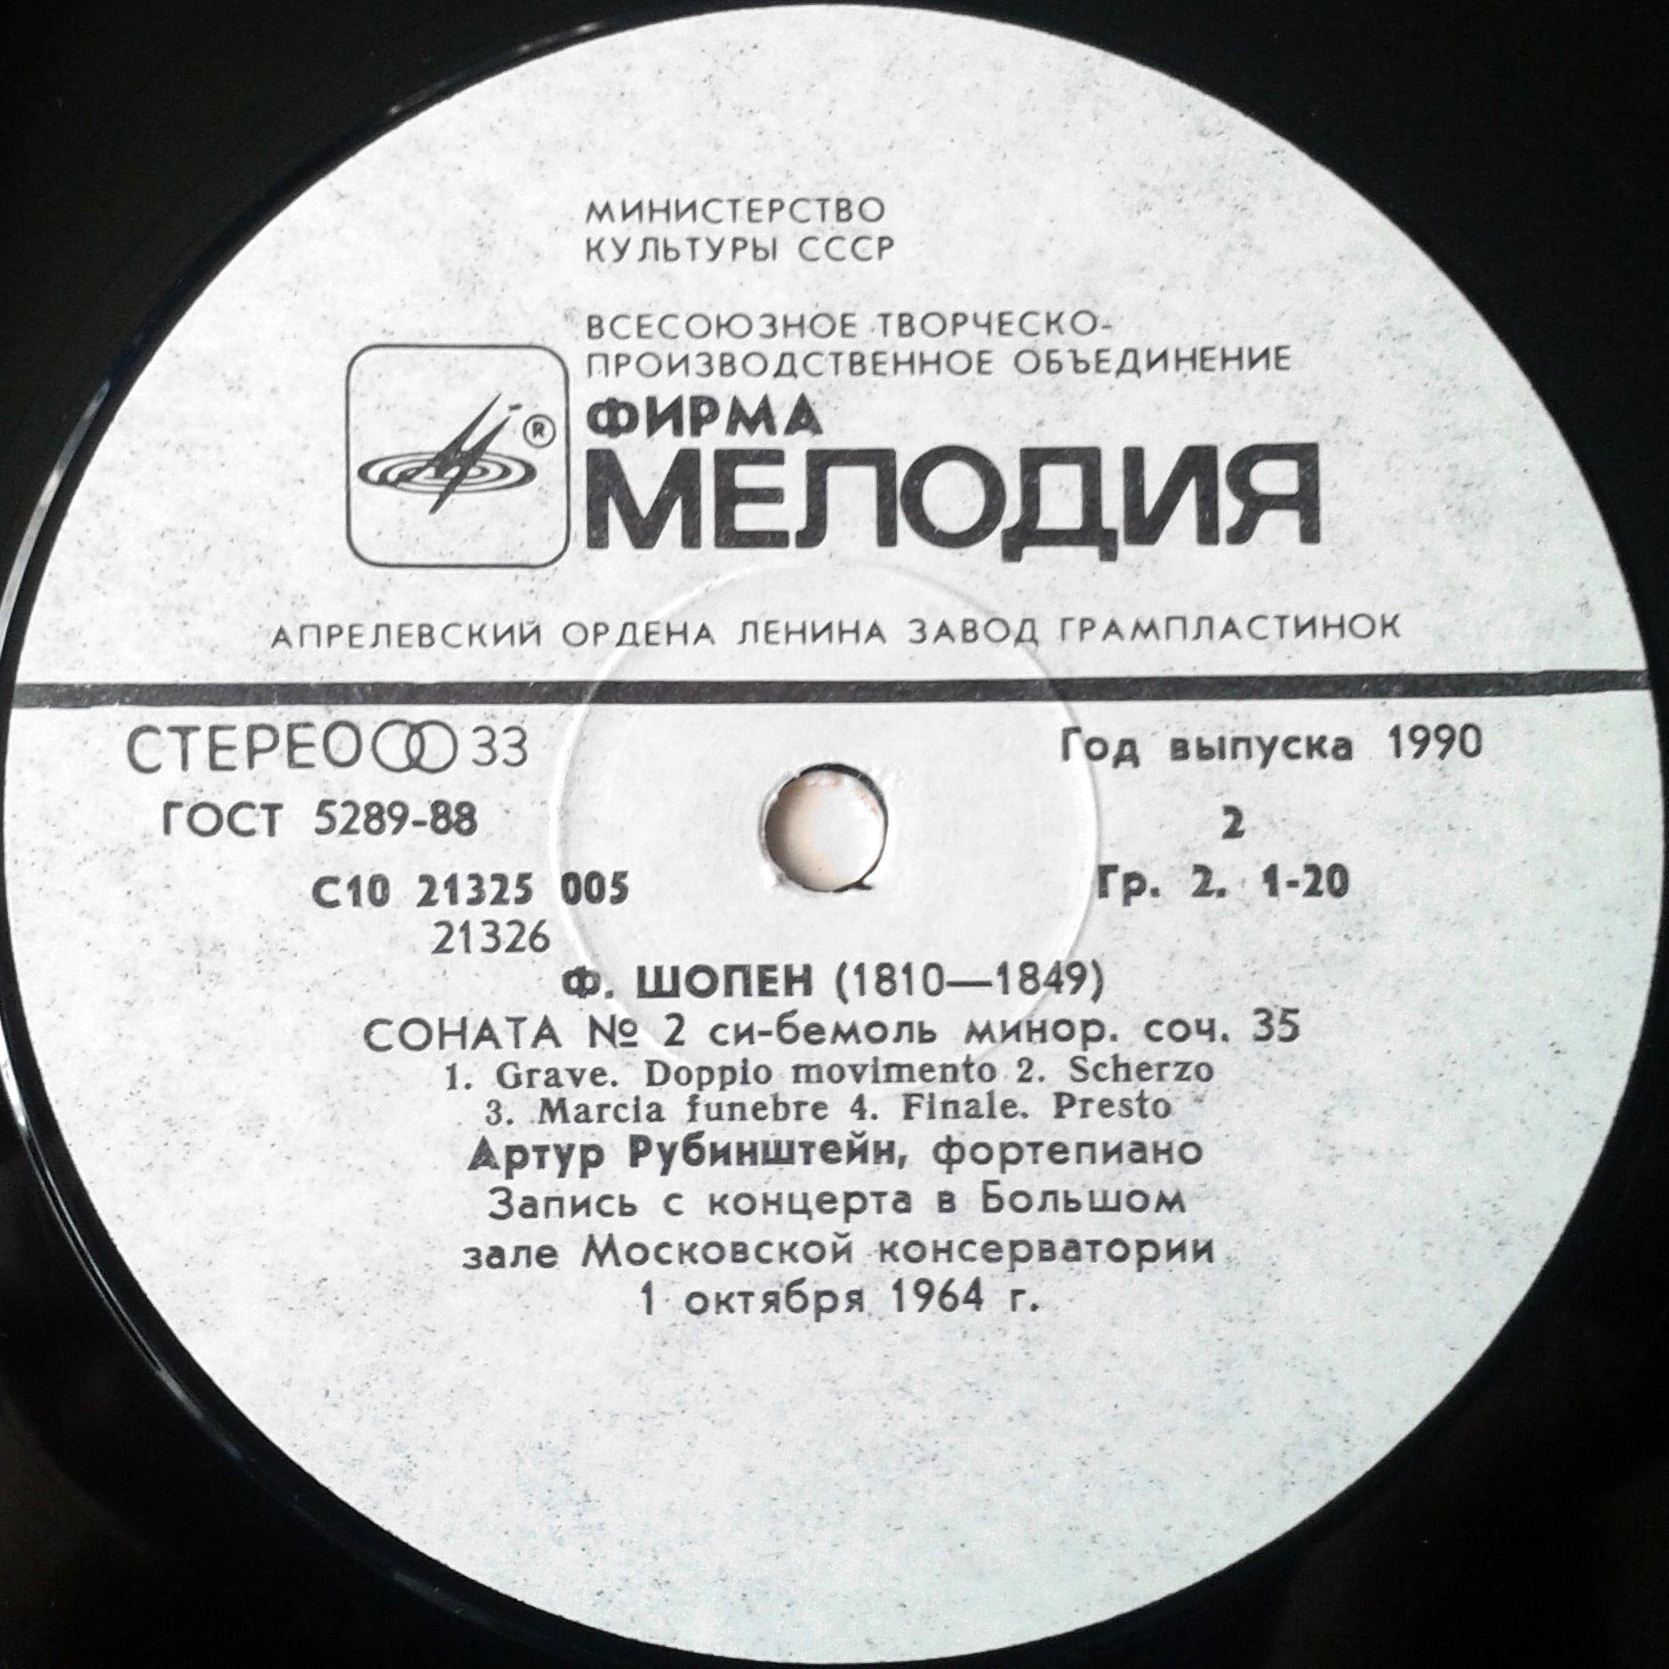 МИНИСТЕРСТВО
КУЛЬТУРЫ СССР
ВСЕСОЮЗНОЕ ТВОРЧЕСКО-
ПРОИЗВОДСТВЕННОЕ ОБЪЕДИНЕНИЕ
ФИРМА
®
МЕЛОДИЯ
АПРЕЛЕВСКИЙ ОРДЕНА ЛЕНИНА ЗАВОД ГРАМПЛАСТИНОК
СТЕРЕО 33 Год выпуска 1990
ГОСТ 5289-88 2
С10 21325 005 Гр. 2. 1-20
21326
Ф. ШОПЕН (1810—1849)
СОНАТА № 2 си-бемоль минор. соч. 35
1. Grave. Doppio movimento 2. Scherzo
3. Marcia funebre 4. Finale. Presto
Артур Рубинштейн, фортепиано
Запись с концерта в Большом
зале Московской консерватории
1 октября 1964 г.